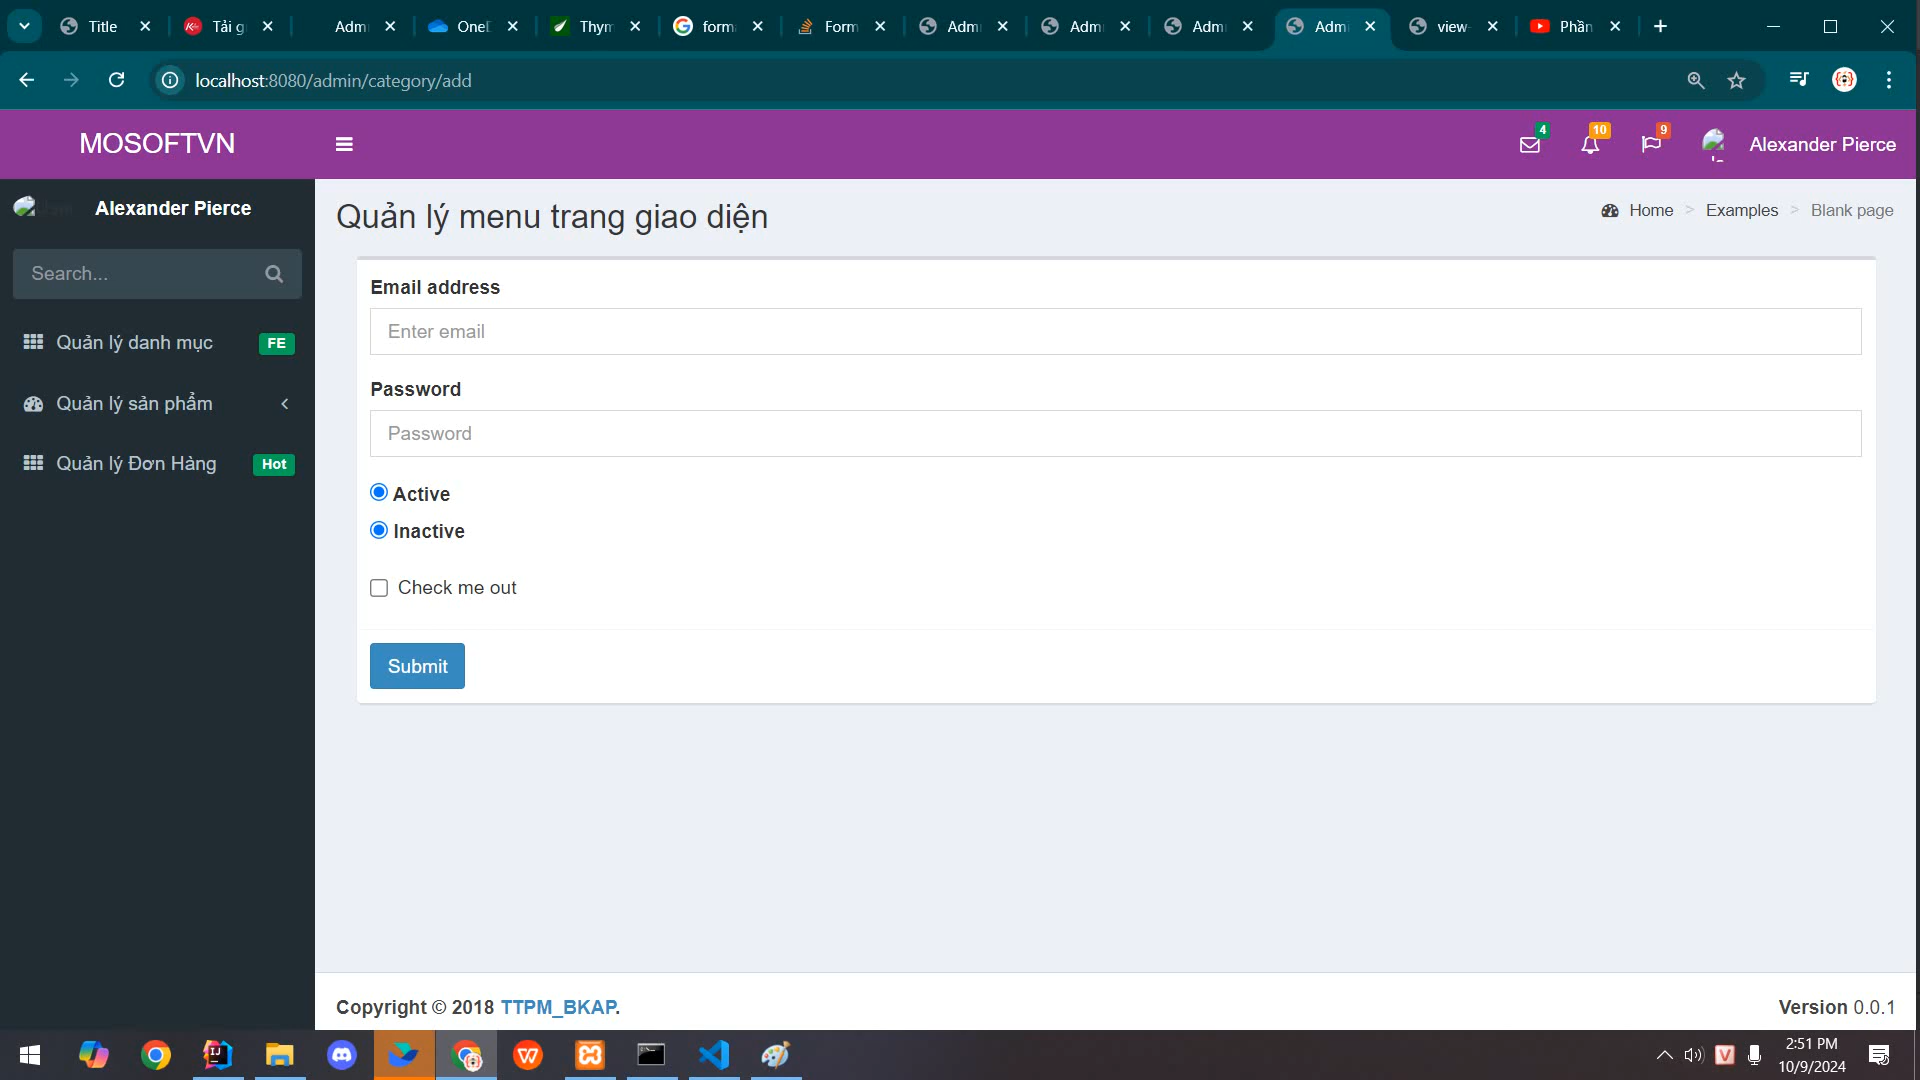 Title
Tải g
Adm
OneD
Thym
form
Form
Adm
Adm
Adm
Adm
view-
Phần
localhost:8080/admin/category/add
MOSOFTVN
4
10
9
Alexander Pierce
Alexander Pierce
Quản lý menu trang giao diện
Home > Examples > Blank page
Search...
Email address
Enter email
Quản lý danh mục FE
Password
Quản lý sản phẩm
Password
Quản lý Đơn Hàng Hot
Active
Inactive
Check me out
Submit
Copyright © 2018 TTPM_BKAP.
Version 0.0.1
2:51 PM
10/9/2024